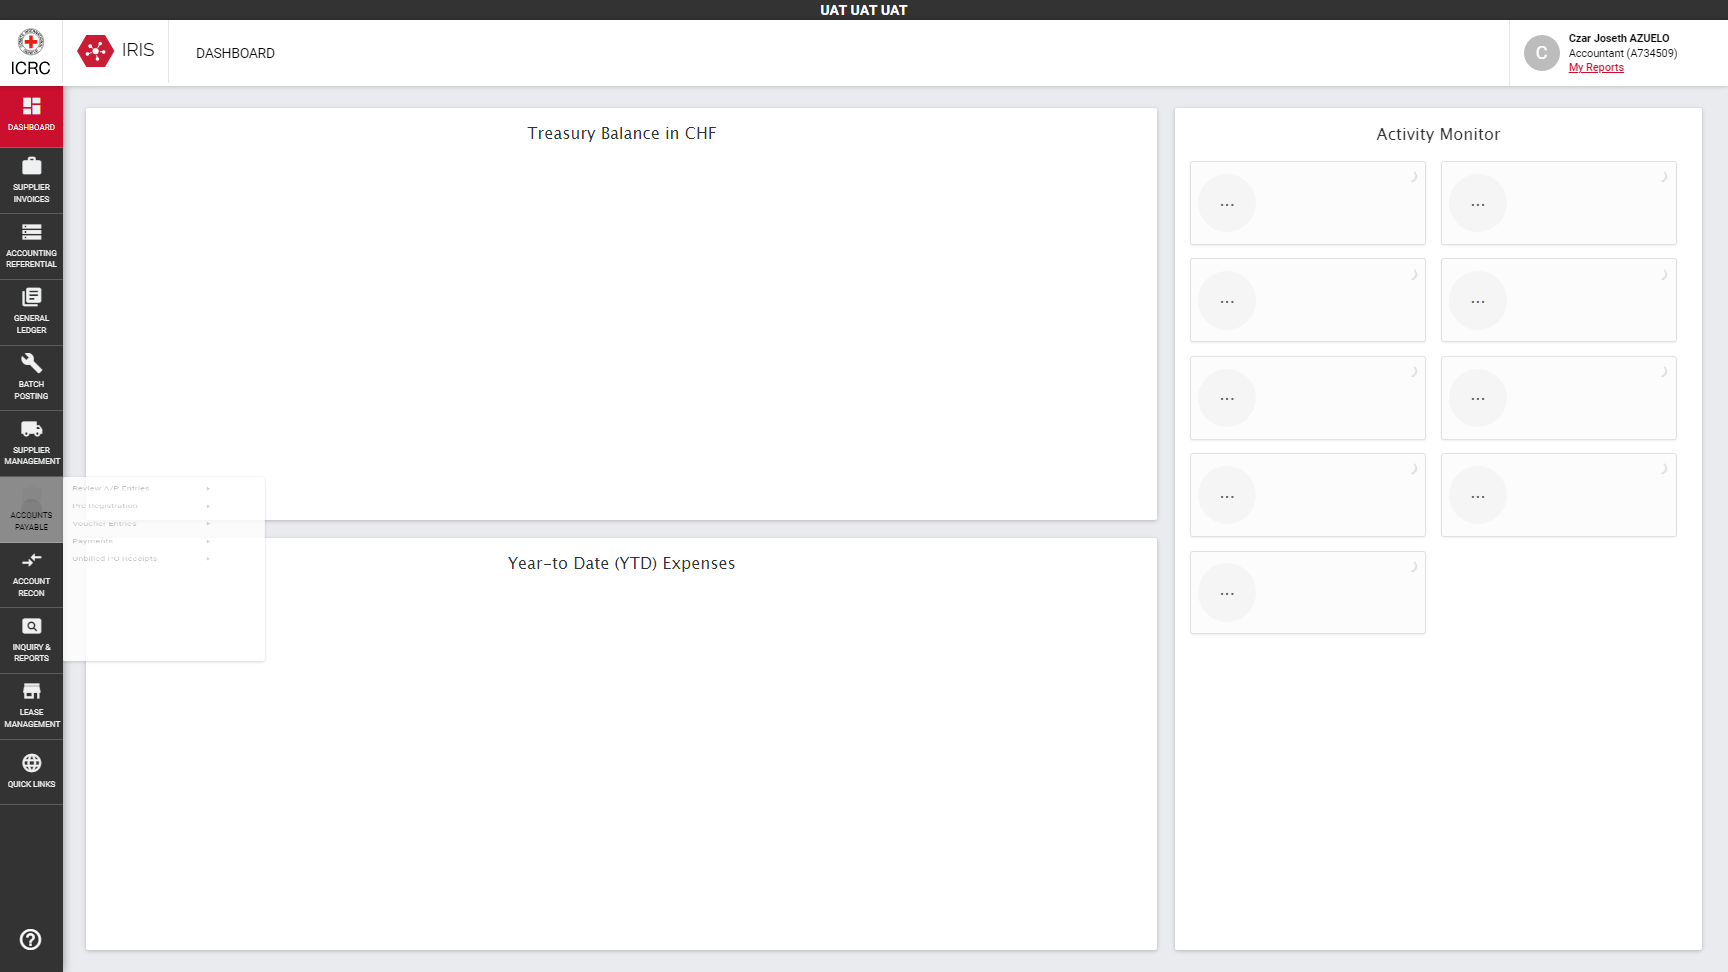 UAT UAT UAT
ICRC
IRIS
DASHBOARD
Czar Joseth AZUELO
Accountant (A734509)
My Reports
C
DASHBOARD
SUPPLIER
INVOICES
ACCOUNTING
REFERENTIAL
GENERAL
LEDGER
BATCH
POSTING
SUPPLIER
MANAGEMENT
ACCOUNTS
PAYABLE
ACCOUNT
RECON
INQUIRY &
REPORTS
LEASE
MANAGEMENT
QUICK LINKS
Review A/P Entries
Pre Registration
Voucher Entries
Payments
Unbilled PO Receipts
Treasury Balance in CHF
Year-to Date (YTD) Expenses
Activity Monitor
...
...
...
...
...
...
...
...
...